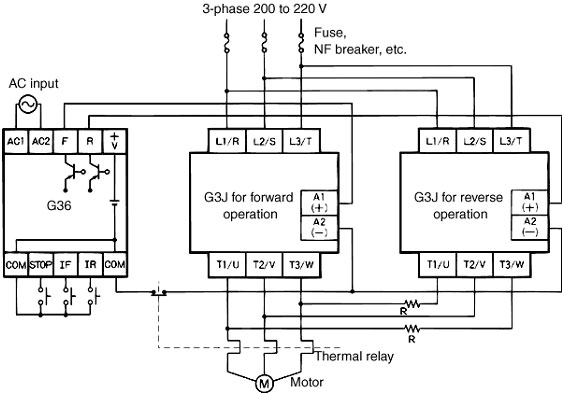 3-phase 200 to 220 V
Fuse,
NF breaker, etc.
AC input
AC1 AC2 F R + V
L1/R L2/S L3/T
L1/R L2/S L3/T
G36
G3J for forward
operation
A1
(+)
A2
(−)
G3J for reverse
operation
A1
(+)
A2
(−)
COM STOP IF IR COM
T1/U T2/V T3/W
T1/U T2/V T3/W
R
R
Thermal relay
M
Motor